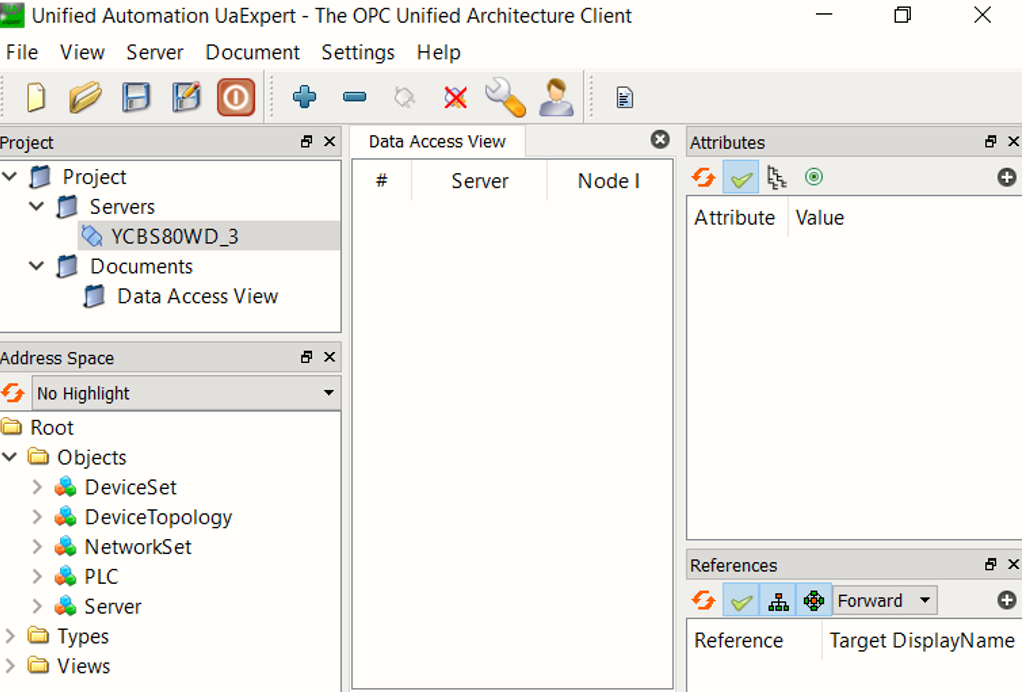 Unified Automation UaExpert - The OPC Unified Architecture Client
File View Server Document Settings Help
Project
Project
Servers
YCBS80WD_3
Documents
Data Access View
Address Space
No Highlight
Root
Objects
DeviceSet
DeviceTopology
NetworkSet
PLC
Server
Types
Views
Data Access View
# Server Node I
Attributes
Attribute Value
References
Forward
Reference Target DisplayName